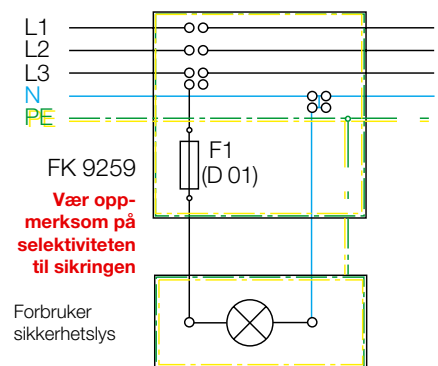 L1
L2
L3
N
PE
F1
(D 01)
FK 9259
Vær opp-
merksom på
selektiviteten
til sikringen
Forbruker
sikkerhetslys